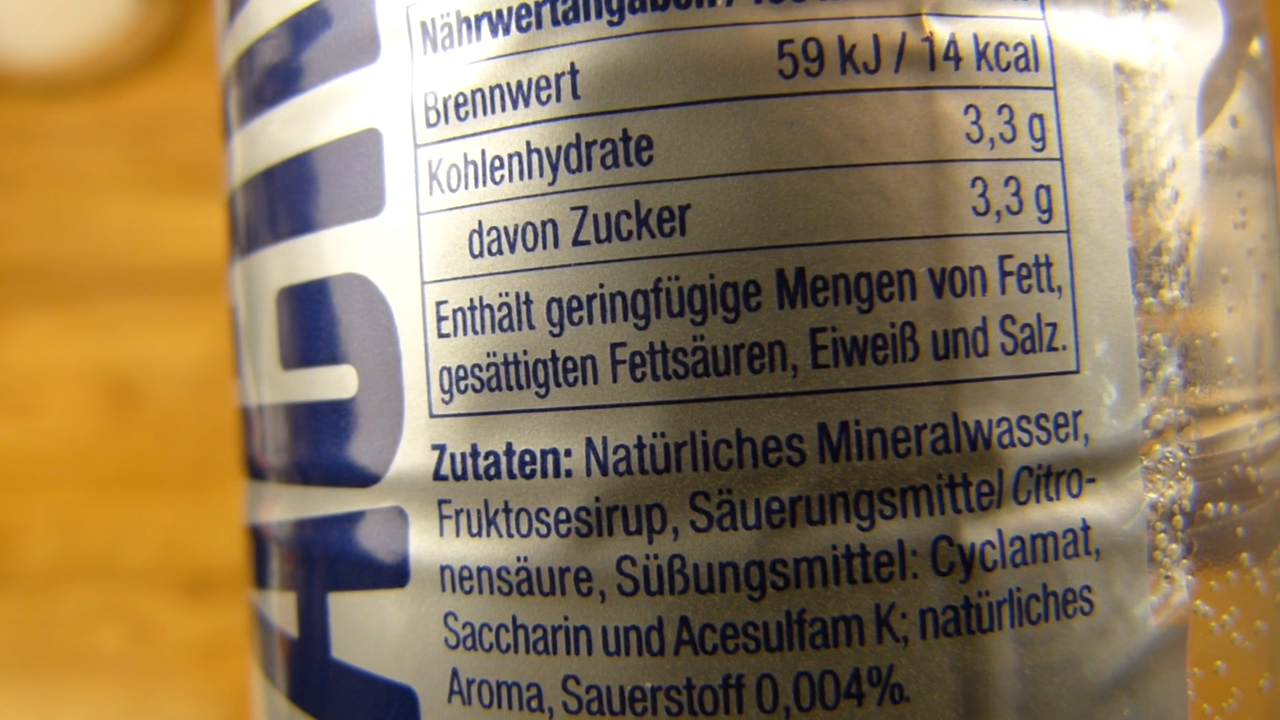 Nährwertangaben /
Brennwert 59 kJ / 14 kcal
Kohlenhydrate 3,3 g
davon Zucker 3,3 g
Enthält geringfügige Mengen von Fett,
gesättigten Fettsäuren, Eiweiß und Salz.
Zutaten: Natürliches Mineralwasser,
Fruktosesirup, Säuerungsmittel Citro-
nensäure, Süßungsmittel: Cyclamat,
Saccharin und Acesulfam K; natürliches
Aroma, Sauerstoff 0,004%.